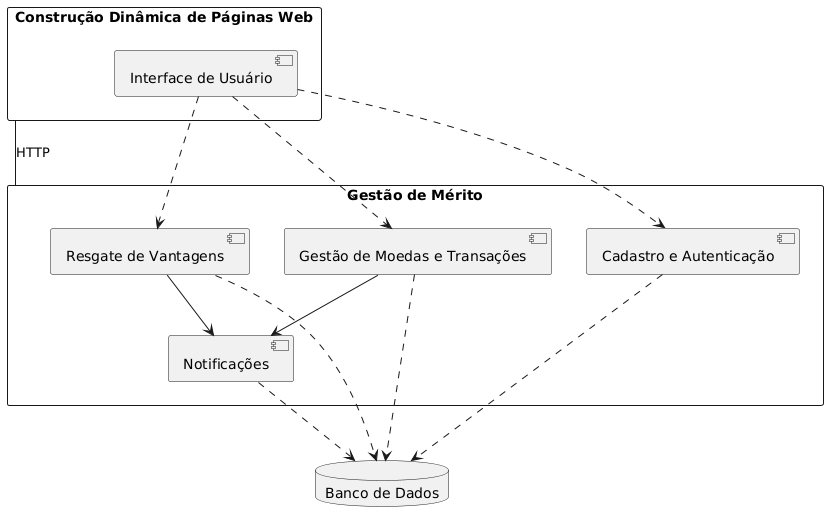 Construção Dinâmica de Páginas Web
Interface de Usuário
HTTP
Gestão de Mérito
Resgate de Vantagens
Gestão de Moedas e Transações
Cadastro e Autenticação
Notificações
Banco de Dados